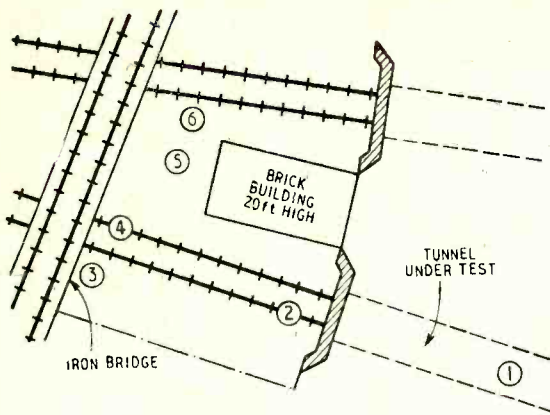 6
5
BRICK
BUILDING
20ft HIGH
4
3
2
TUNNEL
UNDER TEST
IRON BRIDGE
1